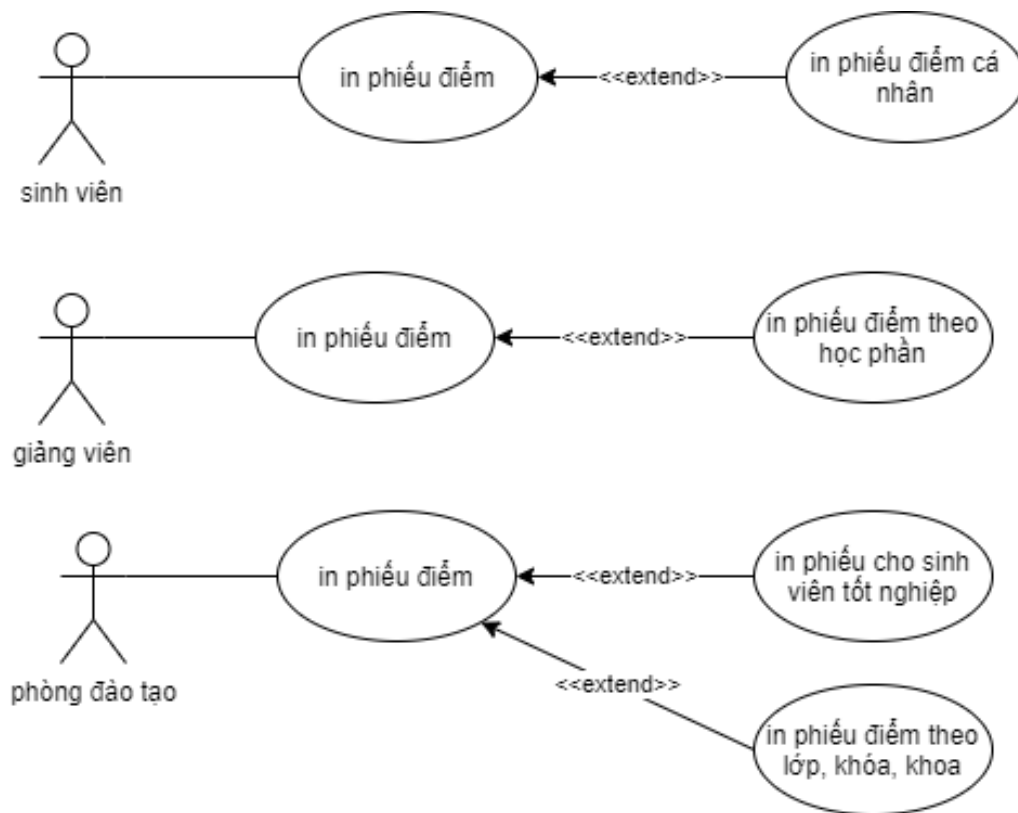 in phiếu điểm
<<extend>>
in phiếu điểm cá
nhân
sinh viên
in phiếu điểm
<<extend>>
in phiếu điểm theo
học phần
giảng viên
in phiếu điểm
<<extend>>
in phiếu cho sinh
viên tốt nghiệp
phòng đào tạo
<<extend>>
in phiếu điểm theo
lớp, khóa, khoa